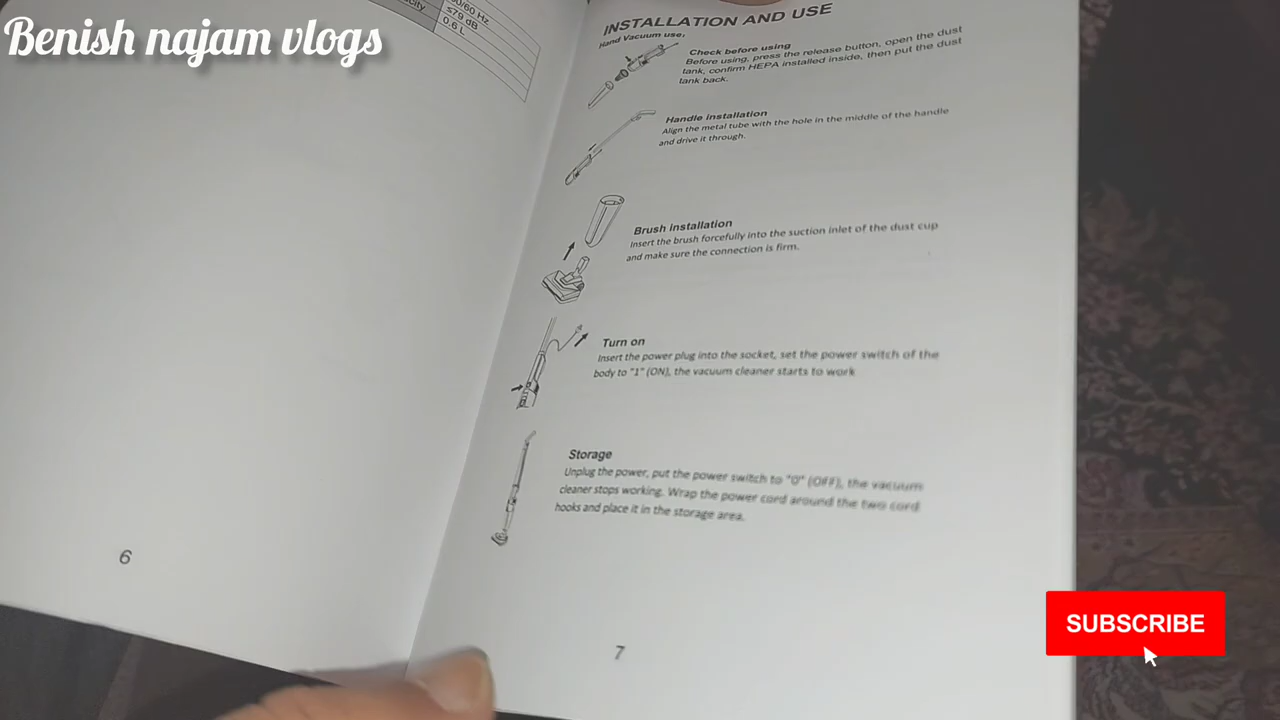 Benish najam vlogs
50/60 Hz
≤79 dB
0.6 L
6
INSTALLATION AND USE
Hand Vacuum use,
Check before using
Before using, press the release button, open the dust
tank, confirm HEPA installed inside, then put the dust
tank back.
Handle installation
Align the metal tube with the hole in the middle of the handle
and drive it through.
Brush installation
Insert the brush forcefully into the suction inlet of the dust cup
and make sure the connection is firm.
Turn on
Insert the power plug into the socket, set the power switch of the
body to "1" (ON), the vacuum cleaner starts to work
Storage
Unplug the power, put the power switch to "0" (OFF), the vacuum
cleaner stops working. Wrap the power cord around the two cord
hooks and place it in the storage area.
7
SUBSCRIBE